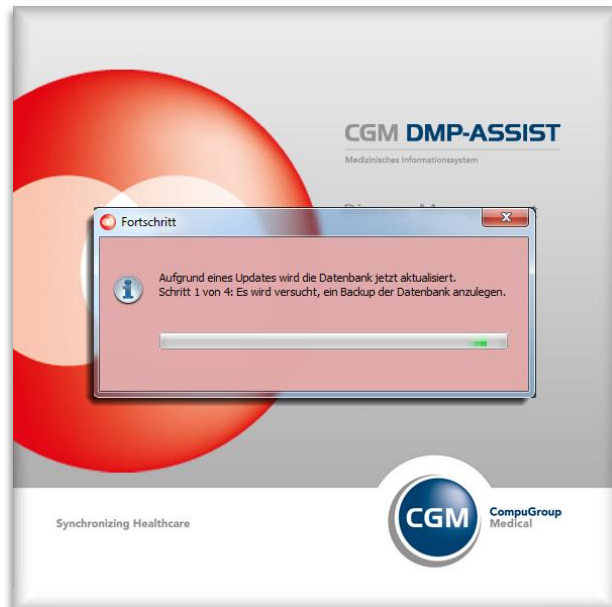 CGM DMP-ASSIST
Medizinisches Informationssystem
Fortschritt
Aufgrund eines Updates wird die Datenbank jetzt aktualisiert.
Schritt 1 von 4: Es wird versucht, ein Backup der Datenbank anzulegen.
Synchronizing Healthcare
CGM
CompuGroup
Medical